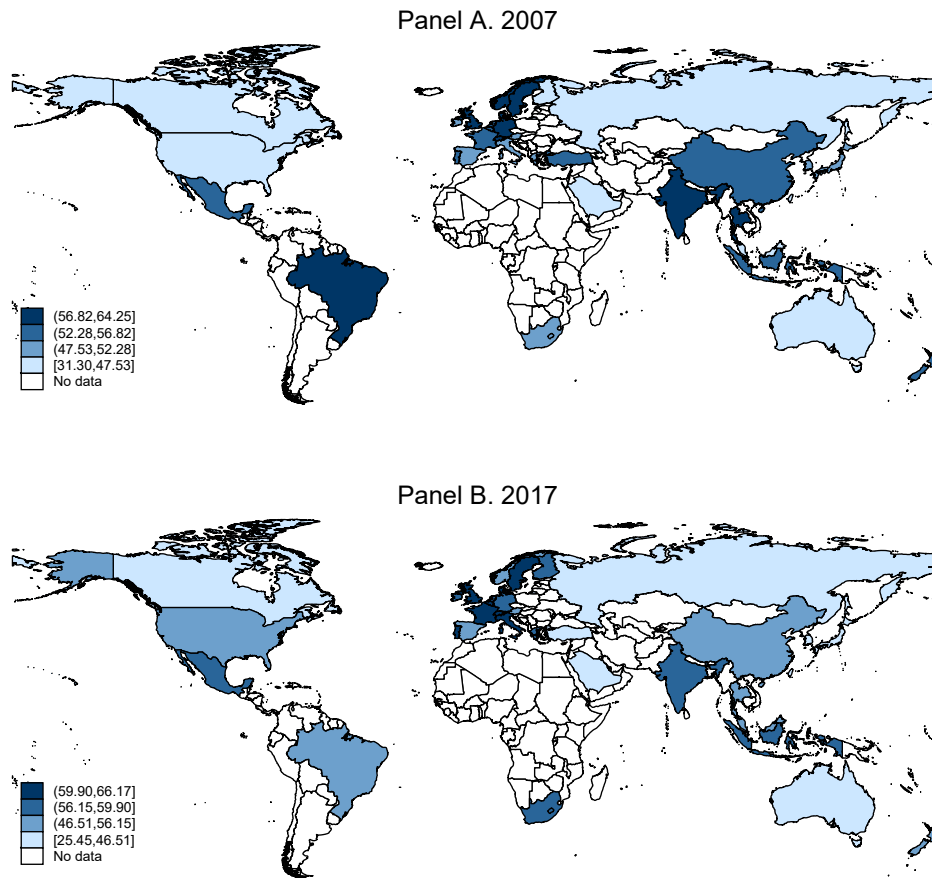 Panel A. 2007
(56.82,64.25]
(52.28,56.82]
(47.53,52.28]
[31.30,47.53]
No data
Panel B. 2017
(59.90,66.17]
(56.15,59.90]
(46.51,56.15]
[25.45,46.51]
No data